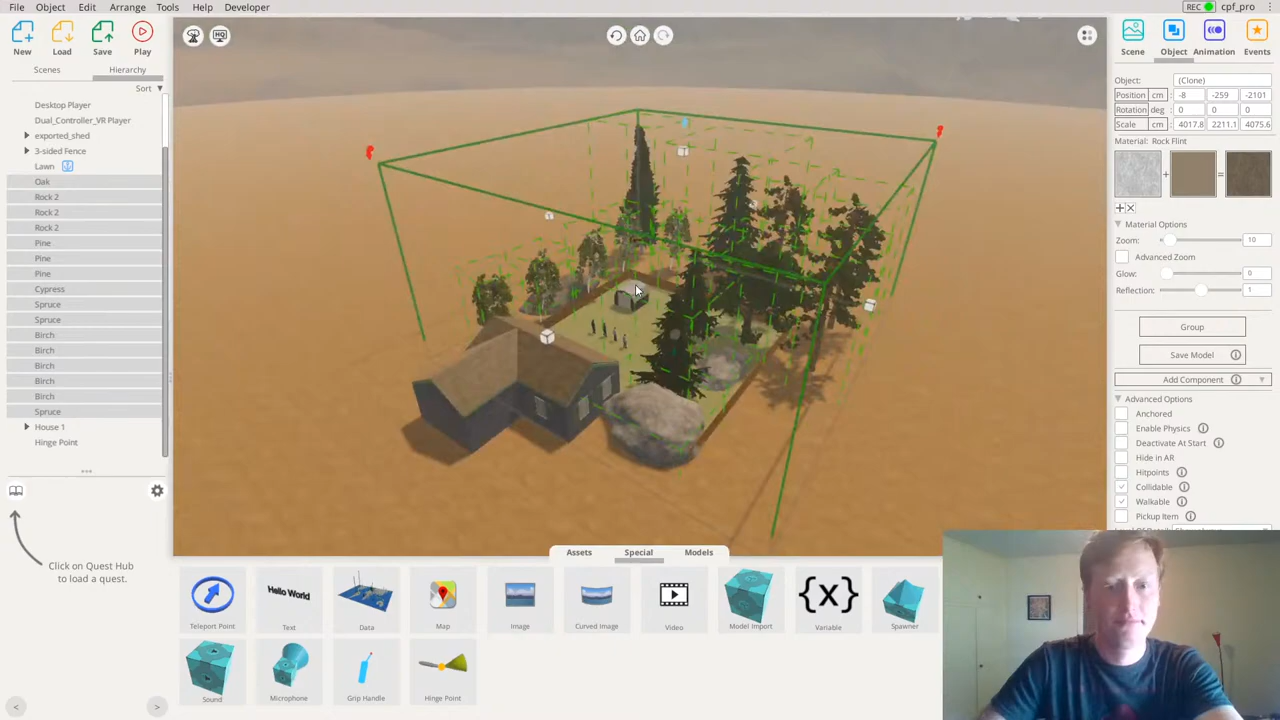 File Object Edit Arrange Tools Help Developer
REC cpf_pro
New Load Save Play
Scene Object Animation Events
Scenes Hierarchy
Sort
Desktop Player
Dual_Controller_VR Player
exported_shed
3-sided Fence
Lawn
Oak
Rock 2
Rock 2
Rock 2
Pine
Pine
Pine
Cypress
Spruce
Spruce
Birch
Birch
Birch
Birch
Birch
Spruce
House 1
Hinge Point
Click on Quest Hub
to load a quest.
HQ
Object: (Clone)
Position cm -8 -259 -2101
Rotation deg 0 0 0
Scale cm 4017.8 2211.1 4075.6
Material: Rock Flint
+ =
Material Options
Zoom: 10
Advanced Zoom
Glow: 0
Reflection: 1
Group
Save Model
Add Component
Advanced Options
Anchored
Enable Physics
Deactivate At Start
Hide in AR
Hitpoints
Collidable
Walkable
Pickup Item
Assets Special Models
Hello World
{x}
Teleport Point Text Data Map Image Curved Image Video Model Import Variable Spawner
Sound Microphone Grip Handle Hinge Point